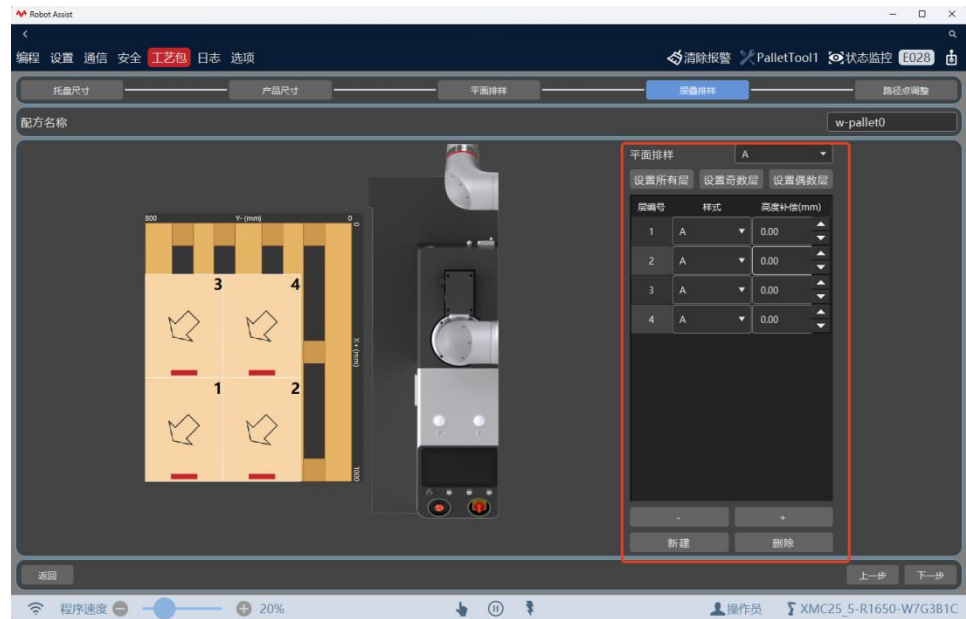 Robot Assist
编程 设置 通信 安全 工艺包 日志 选项 清除报警 PalletTool1 状态监控 E028
托盘尺寸 产品尺寸 平面排样 层叠排样 路径点调整
配方名称 w-pallet0
平面排样 A
设置所有层 设置奇数层 设置偶数层
层编号 样式 高度补偿(mm)
1 A 0.00
2 A 0.00
3 A 0.00
4 A 0.00
- +
新建 删除
800 Y- (mm) 0
0
X+(mm)
1000
3 4
1 2
返回 上一步 下一步
程序速度 20% 操作员 XMC25_5-R1650-W7G3B1C